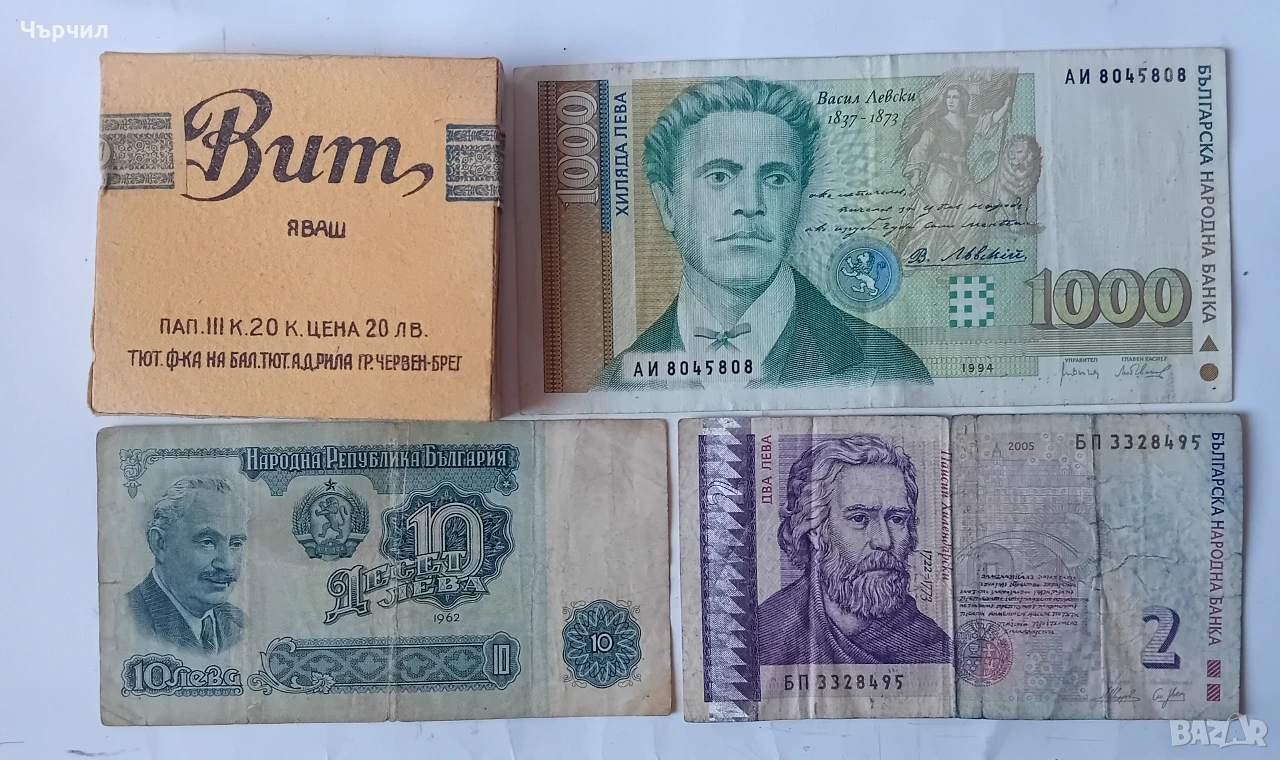 Чърчил
Вит
ЯВАШ
ПАП. III К. 20 К. ЦЕНА 20 ЛВ.
ТЮТ. Ф-КА НА БАЛ. ТЮТ. А.Д. РИЛА ГР. ЧЕРВЕН-БРЕГ
1000
ХИЛЯДА ЛЕВА
Васил Левски
1837-1873
АИ 8045808
БЪЛГАРСКА НАРОДНА БАНКА
В. Лѣвскій
1000
АИ 8045808
1994
УПРАВИТЕЛ
ГЛАВЕН КАСИЕР
НАРОДНА РЕПУБЛИКА БЪЛГАРИЯ
10
ДЕСЕТ
ЛЕВА
1962
10 лева
10
10
2
ДВА ЛЕВА
Паисий Хилендарски
1722-1773
2005
БП 3328495
БЪЛГАРСКА НАРОДНА БАНКА
2
БП 3328495
BAZAR